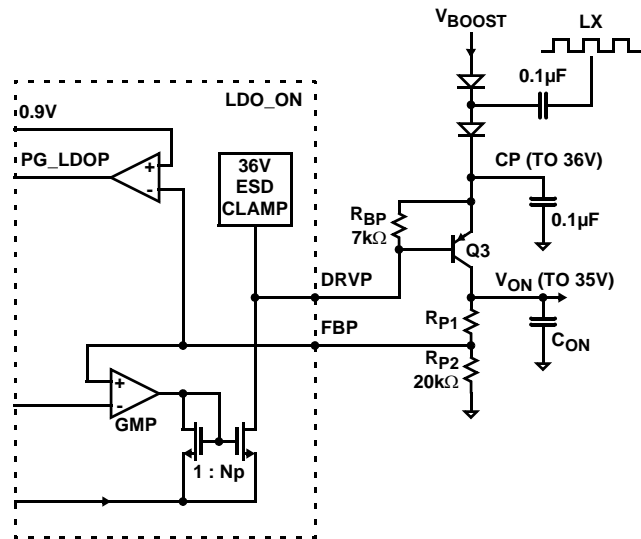 VBOOST
LX
0.1µF
LDO_ON
0.9V
PG_LDOP
+
-
36V
ESD
CLAMP
CP (TO 36V)
RBP
7kΩ
0.1µF
Q3
DRVP
VON (TO 35V)
FBP
RP1
CON
RP2
20kΩ
+
-
GMP
1 : Np